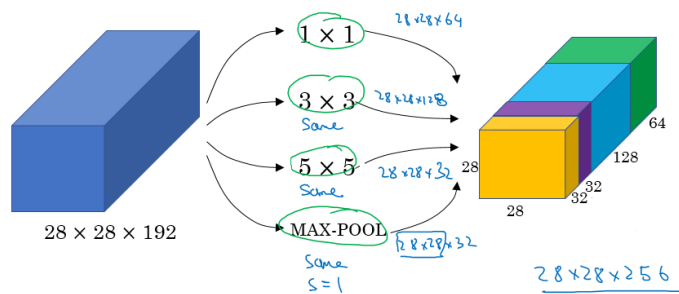 1 × 1
28×28×64
3 × 3
same
28×28×128
5 × 5
same
28×28×32
MAX-POOL
same
s=1
28×28×32
28 × 28 × 192
64
128
32
32
28
28
28×28×256